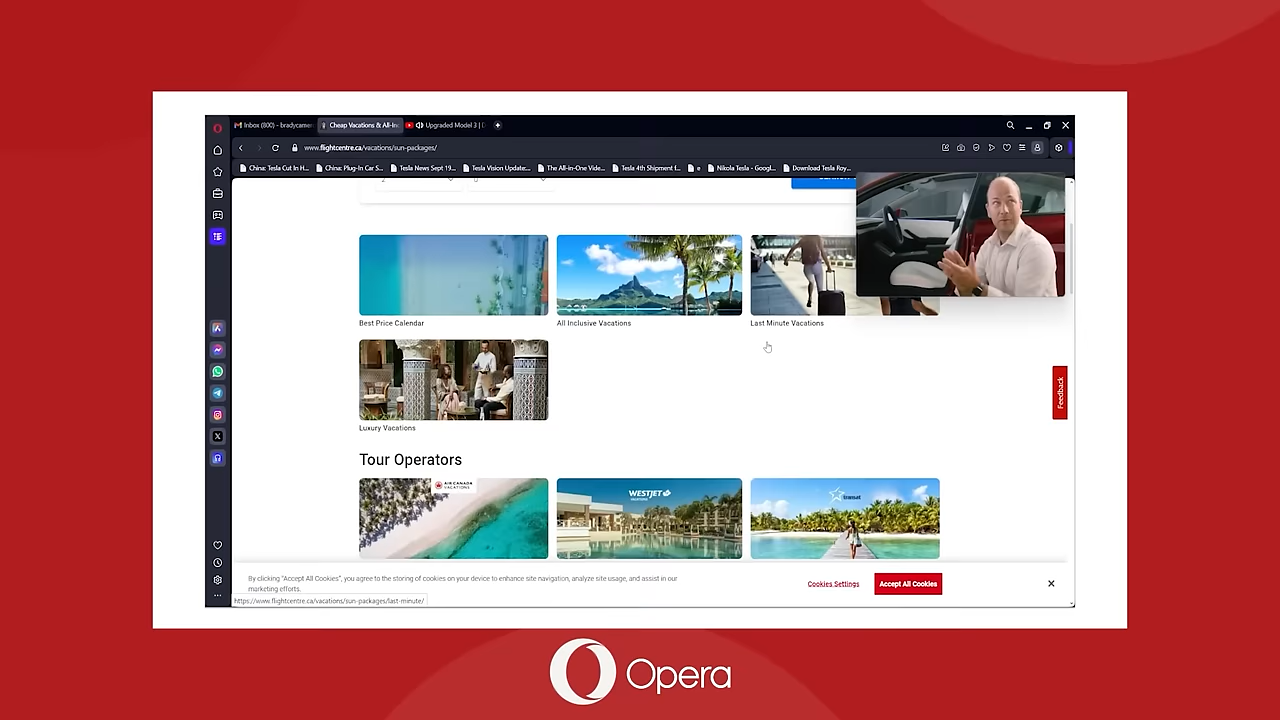 Inbox (800) - bradycamer
Cheap Vacations & All-In
Upgraded Model 3 | D
www.flightcentre.ca/vacations/sun-packages/
China: Tesla Cut In H...
China: Plug-In Car S...
Tesla News Sept 19...
Tesla Vision Update:...
The All-in-One Vide...
Tesla 4th Shipment t...
e
Nikola Tesla - Googl...
Download Tesla Roy...
Best Price Calendar
All Inclusive Vacations
Last Minute Vacations
Luxury Vacations
Feedback
Tour Operators
AIR CANADA
VACATIONS
WESTJET
VACATIONS
transat
By clicking "Accept All Cookies", you agree to the storing of cookies on your device to enhance site navigation, analyze site usage, and assist in our
marketing efforts.
Cookies Settings
Accept All Cookies
https://www.flightcentre.ca/vacations/sun-packages/last-minute/
Opera